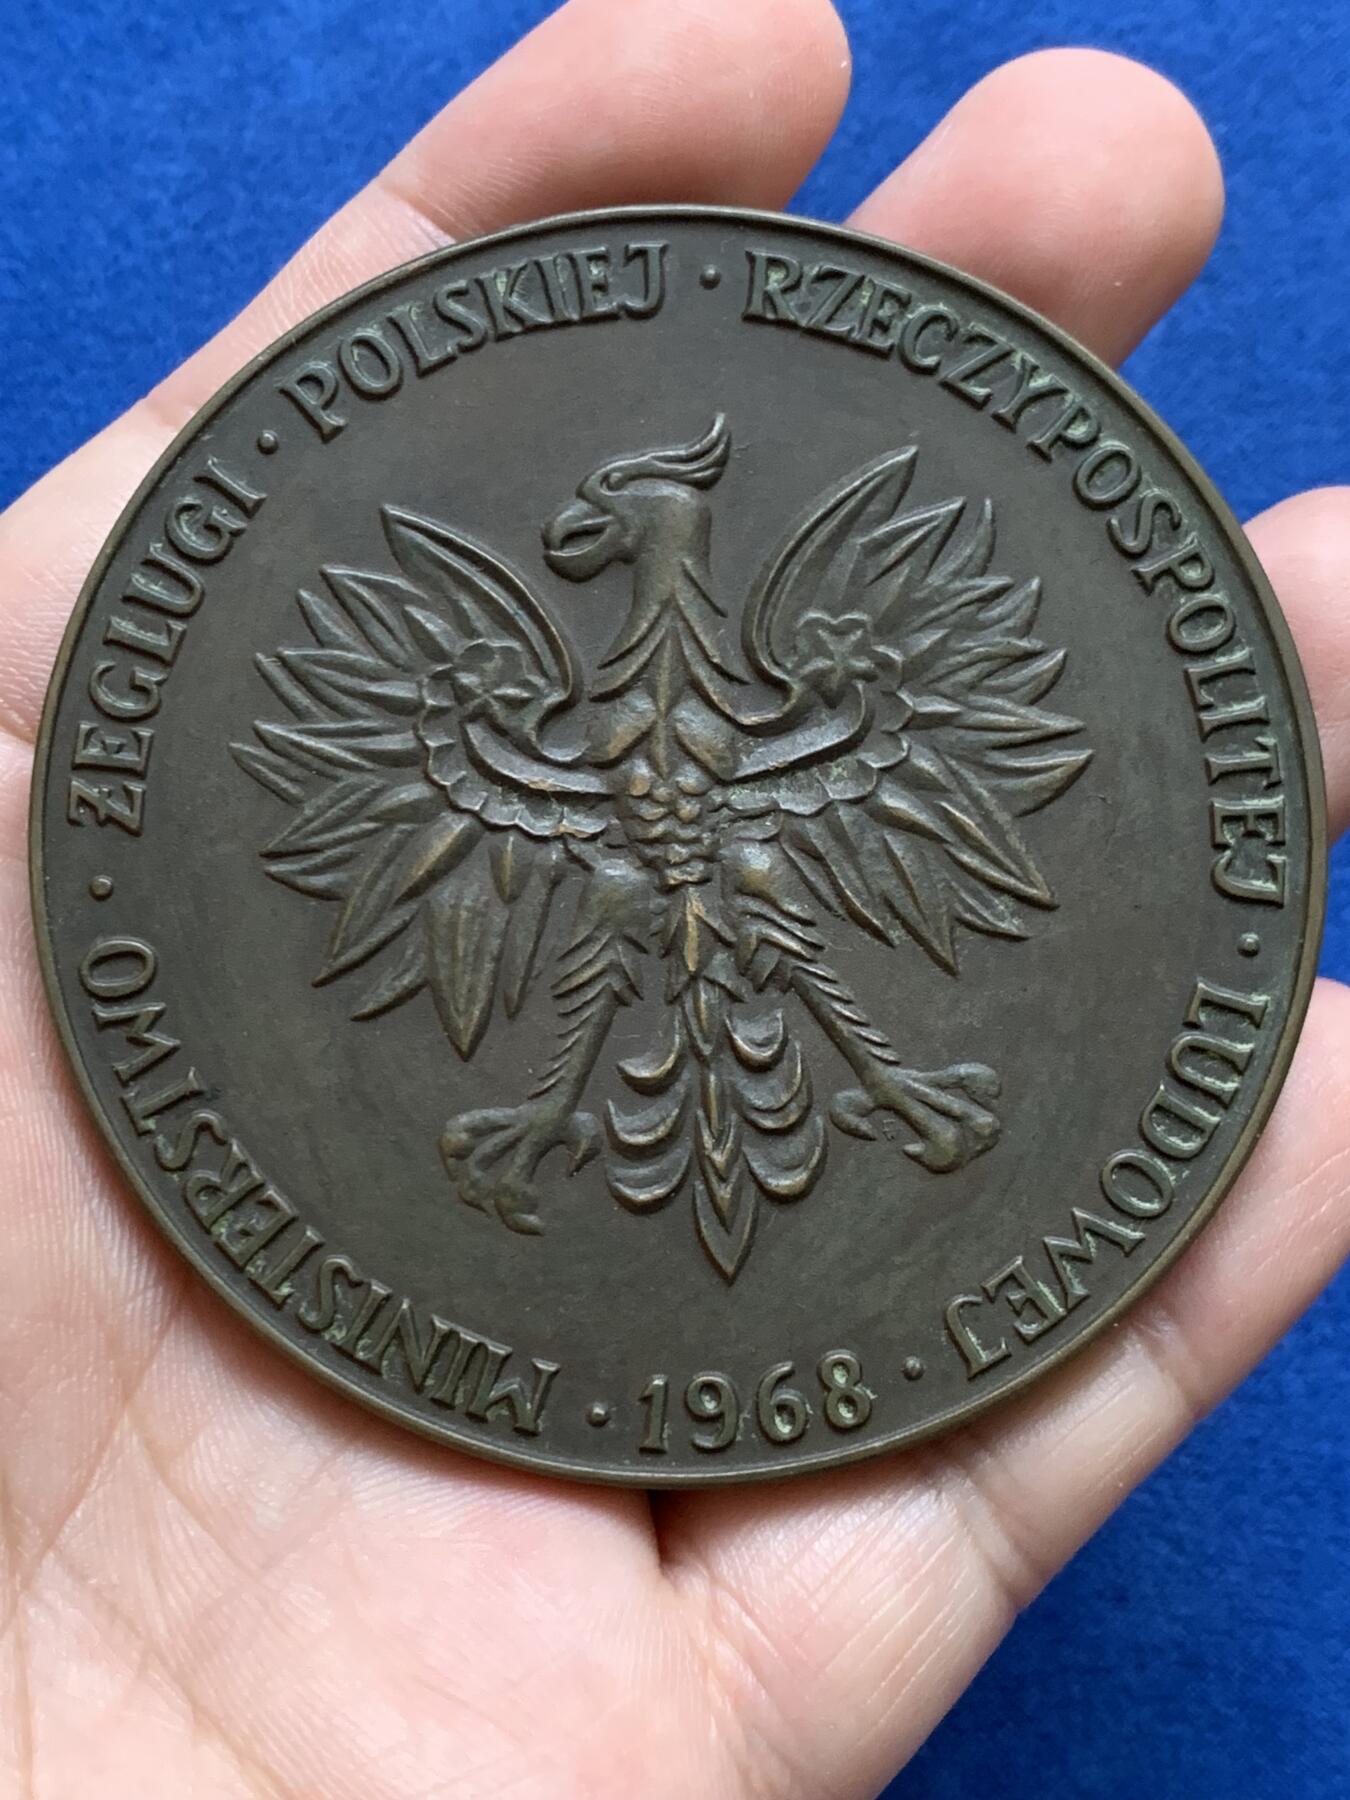 MINISTERSTWO · ŻEGLUGI · POLSKIEJ · RZECZYPOSPOLITEJ · LUDOWEJ · 1968 ·